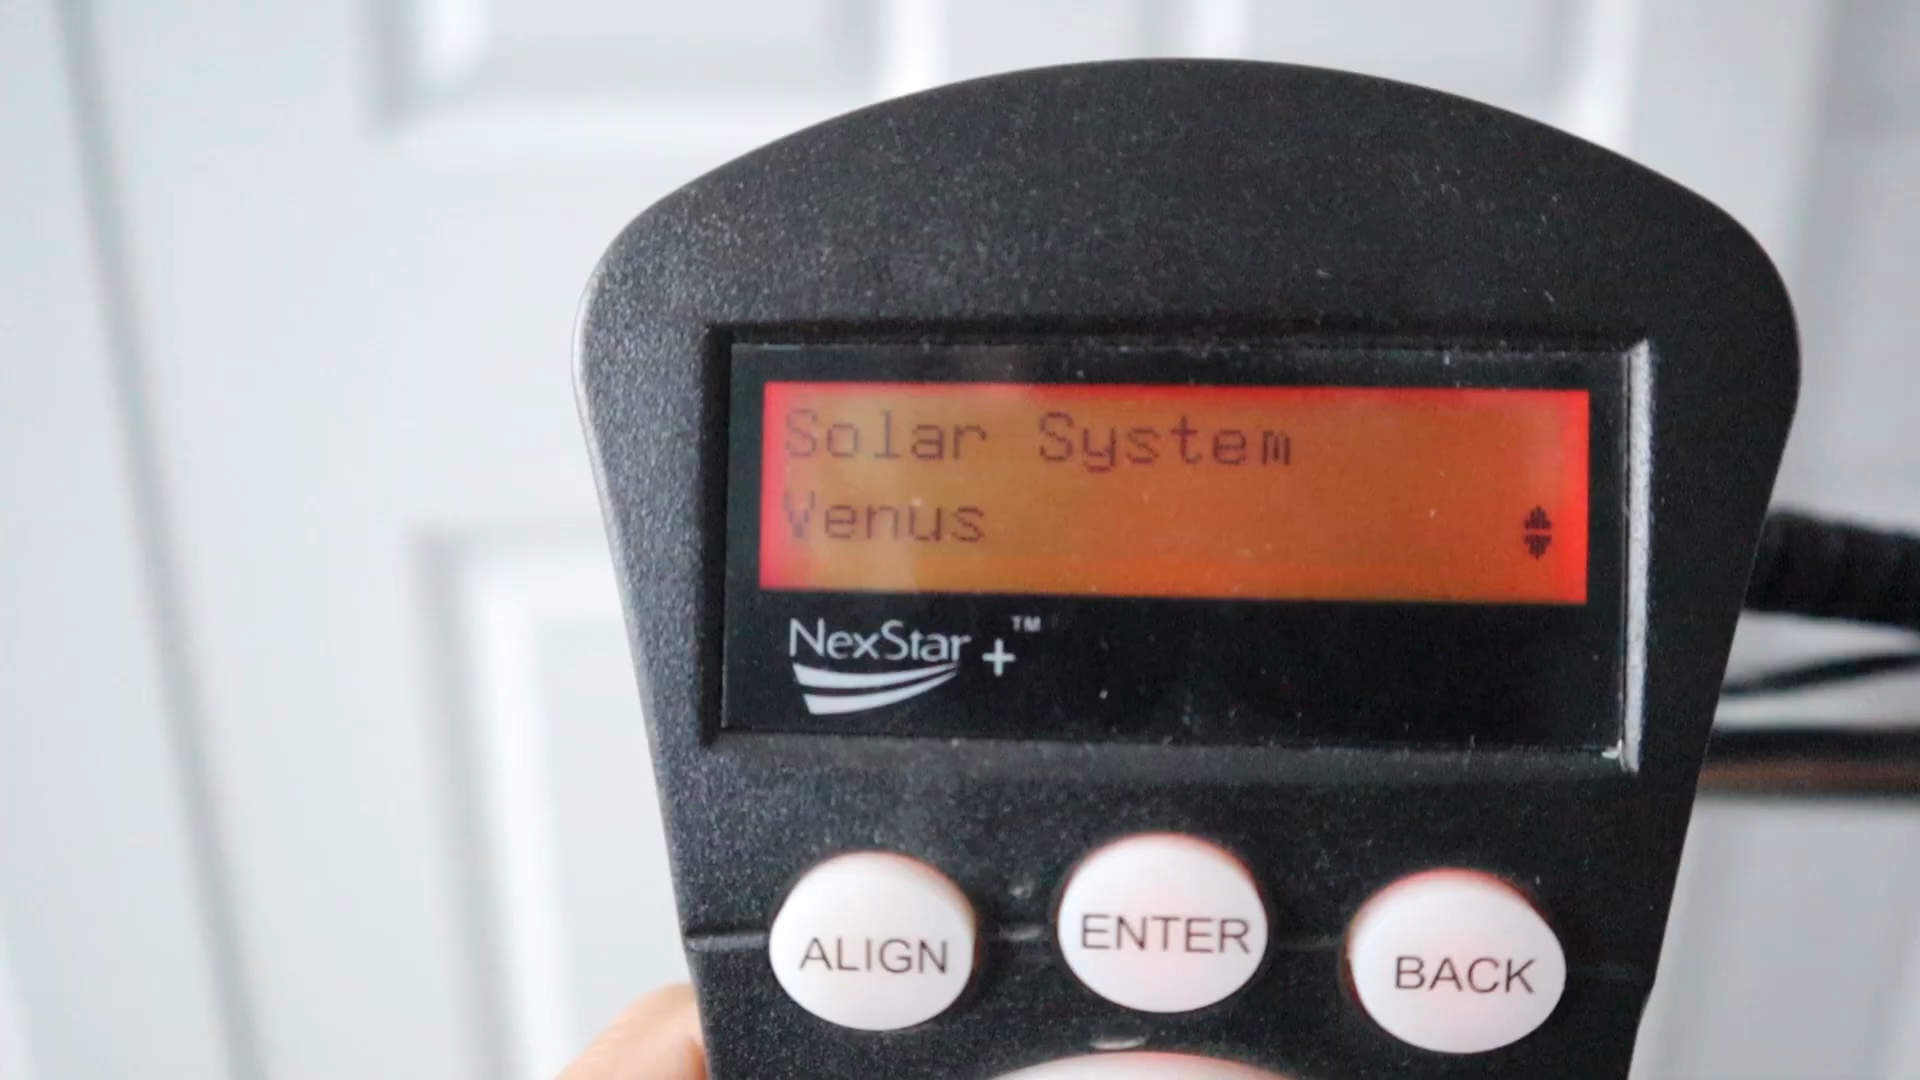 Solar System
Venus
NexStar +™
ALIGN
ENTER
BACK